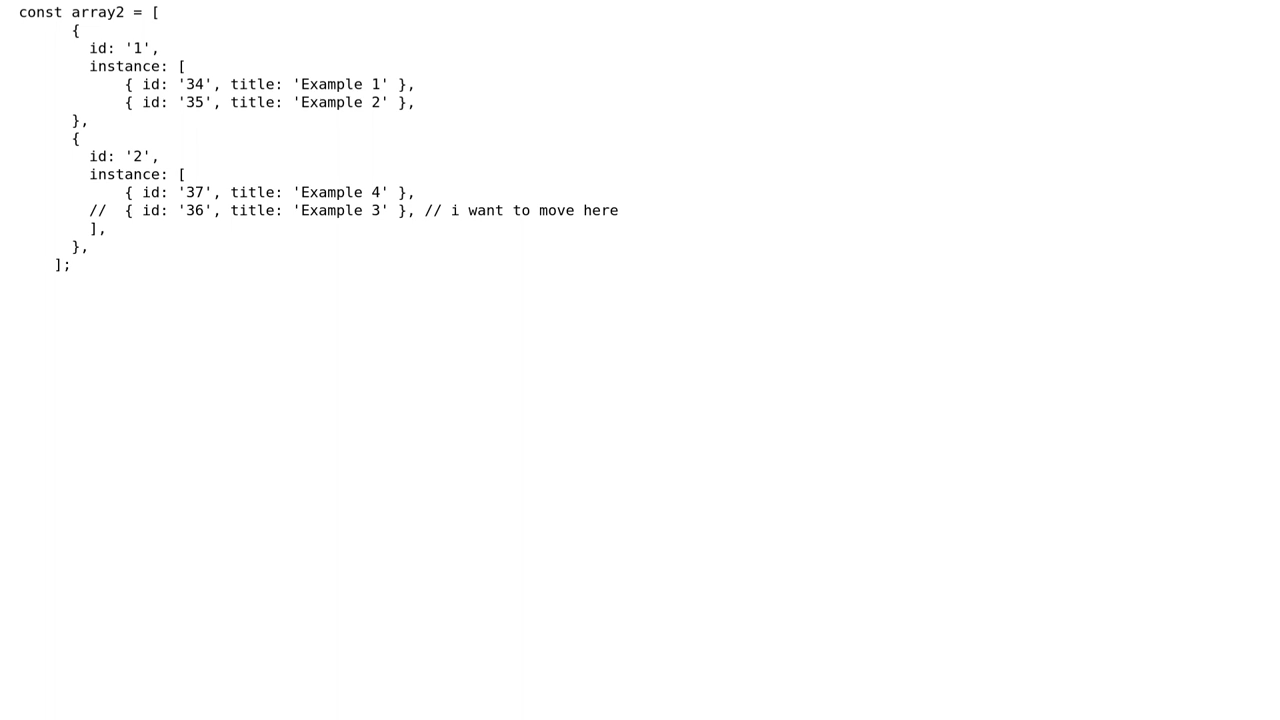 const array2 = [
      {
        id: '1',
        instance: [
            { id: '34', title: 'Example 1' },
            { id: '35', title: 'Example 2' },
      },
      {
        id: '2',
        instance: [
            { id: '37', title: 'Example 4' },
        //  { id: '36', title: 'Example 3' }, // i want to move here
        ],
      },
    ];